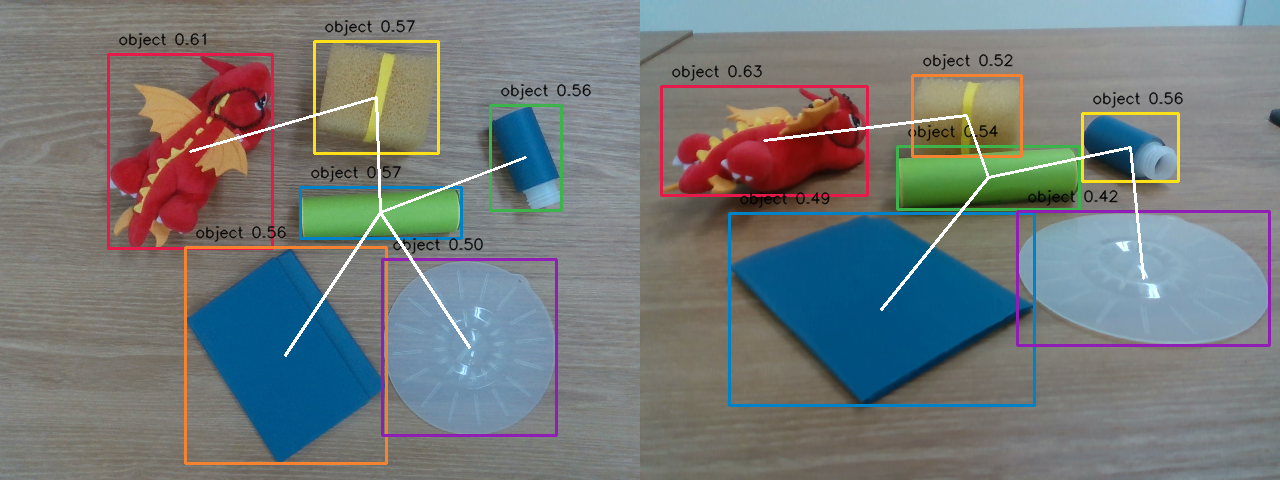 object 0.61
object 0.57
object 0.56
object 0.57
object 0.56
object 0.50
object 0.63
object 0.52
object 0.56
object 0.54
object 0.49
object 0.42